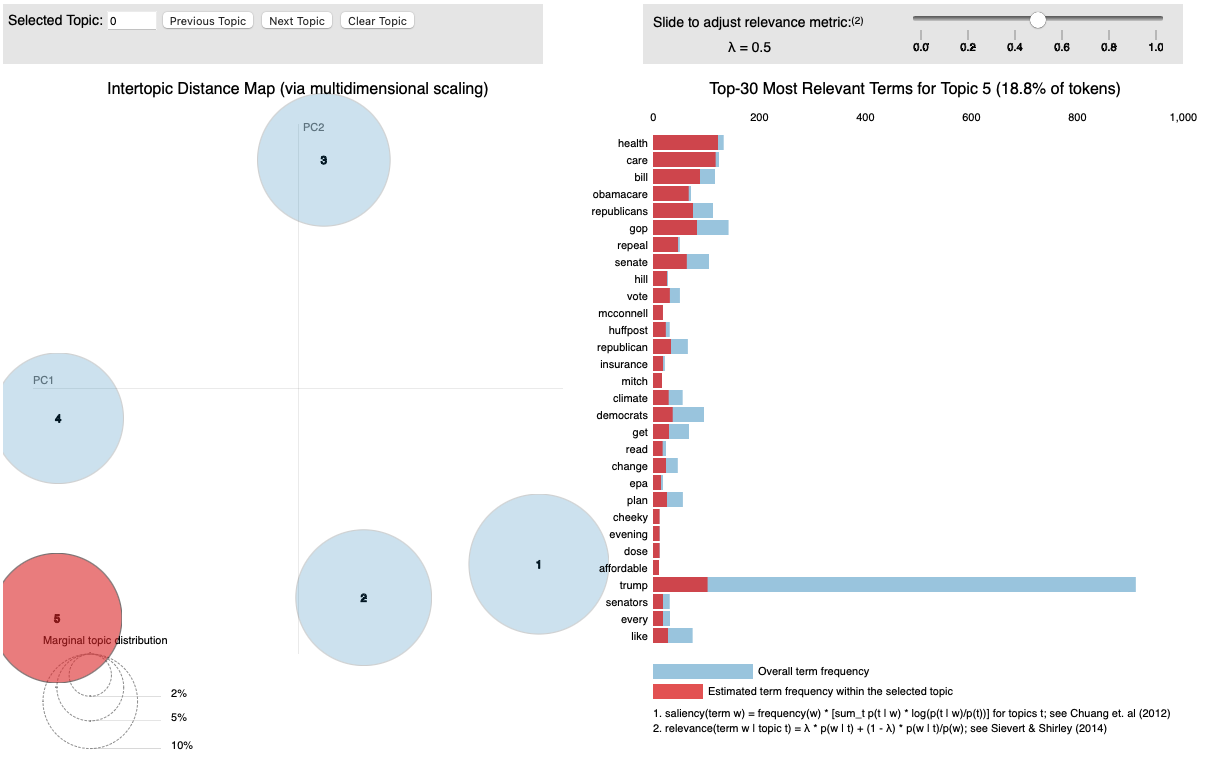 Selected Topic: 0 Previous Topic Next Topic Clear Topic
Slide to adjust relevance metric:(2)
λ = 0.5
0.0 0.2 0.4 0.6 0.8 1.0
Intertopic Distance Map (via multidimensional scaling)
PC2
3
PC1
4
1
2
5
Marginal topic distribution
2%
5%
10%
Top-30 Most Relevant Terms for Topic 5 (18.8% of tokens)
0 200 400 600 800 1,000
health
care
bill
obamacare
republicans
gop
repeal
senate
hill
vote
mcconnell
huffpost
republican
insurance
mitch
climate
democrats
get
read
change
epa
plan
cheeky
evening
dose
affordable
trump
senators
every
like
Overall term frequency
Estimated term frequency within the selected topic
1. saliency(term w) = frequency(w) * [sum_t p(t | w) * log(p(t | w)/p(t))] for topics t; see Chuang et. al (2012)
2. relevance(term w | topic t) = λ * p(w | t) + (1 - λ) * p(w | t)/p(w); see Sievert & Shirley (2014)